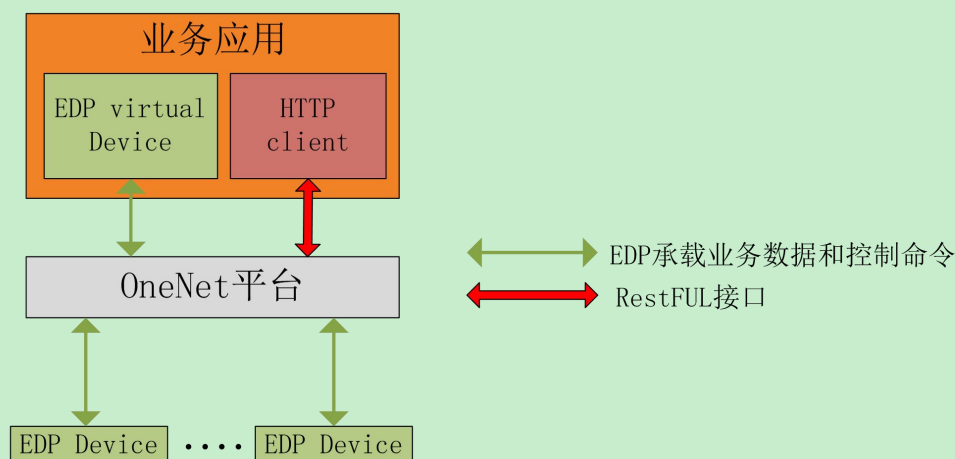 业务应用
EDP virtual
Device
HTTP
client
OneNet平台
EDP承载业务数据和控制命令
RestFUL接口
EDP Device
····
EDP Device